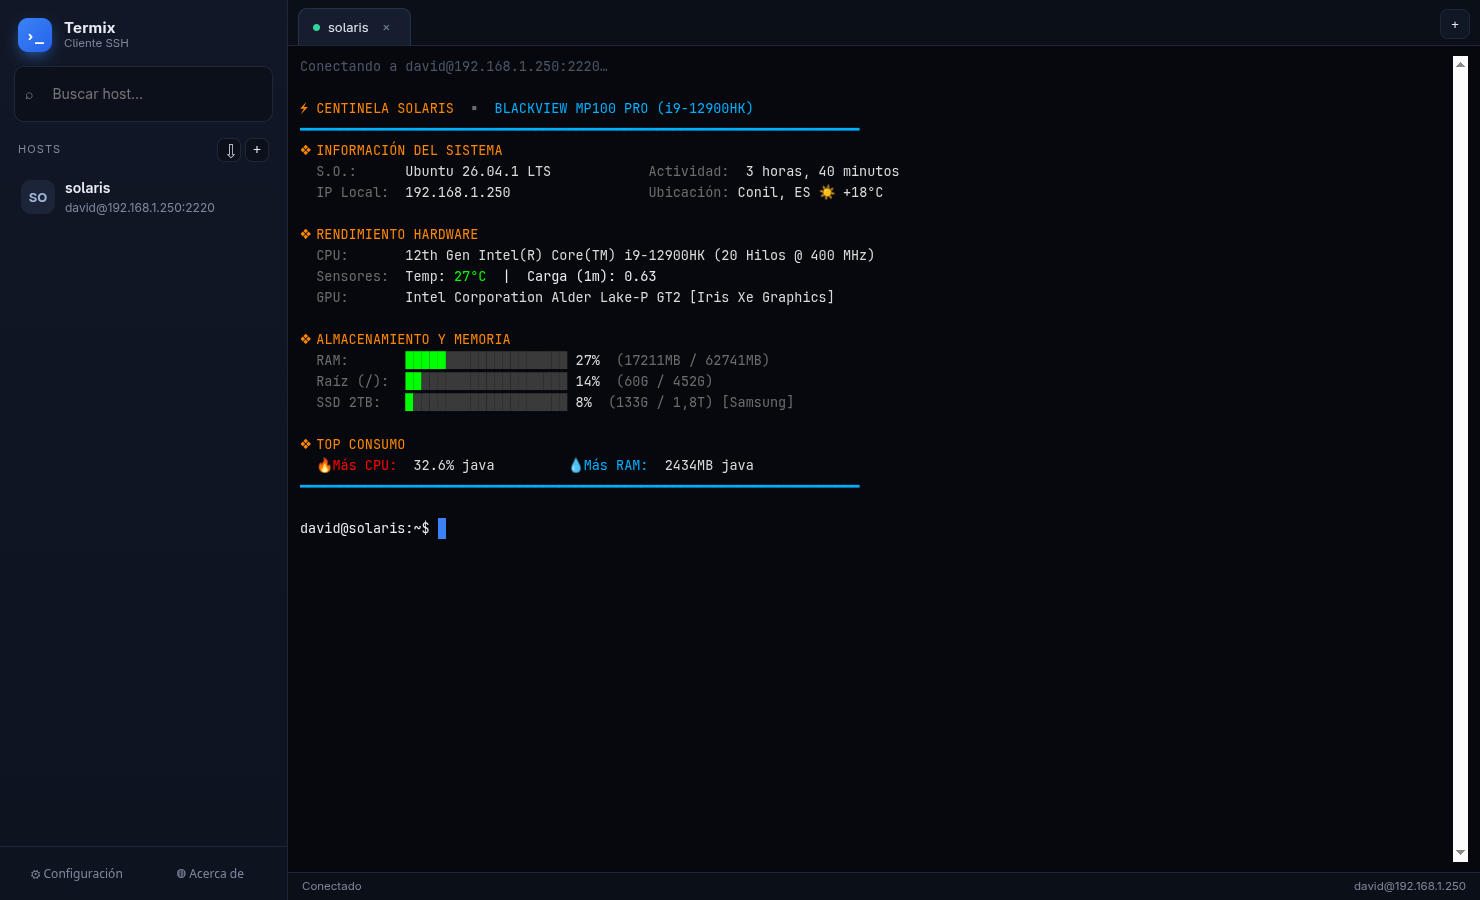 Termix
Cliente SSH
Buscar host...
HOSTS
+
SO
solaris
david@192.168.1.250:2220
Configuración
Acerca de
solaris ×
+
Conectando a david@192.168.1.250:2220…
⚡ CENTINELA SOLARIS ▪ BLACKVIEW MP100 PRO (i9-12900HK)
❖ INFORMACIÓN DEL SISTEMA
S.O.: Ubuntu 26.04.1 LTS Actividad: 3 horas, 40 minutos
IP Local: 192.168.1.250 Ubicación: Conil, ES ☀️ +18°C
❖ RENDIMIENTO HARDWARE
CPU: 12th Gen Intel(R) Core(TM) i9-12900HK (20 Hilos @ 400 MHz)
Sensores: Temp: 27°C | Carga (1m): 0.63
GPU: Intel Corporation Alder Lake-P GT2 [Iris Xe Graphics]
❖ ALMACENAMIENTO Y MEMORIA
RAM: 27% (17211MB / 62741MB)
Raíz (/): 14% (60G / 452G)
SSD 2TB: 8% (133G / 1,8T) [Samsung]
❖ TOP CONSUMO
🔥Más CPU: 32.6% java 💧Más RAM: 2434MB java
david@solaris:~$
Conectado
david@192.168.1.250